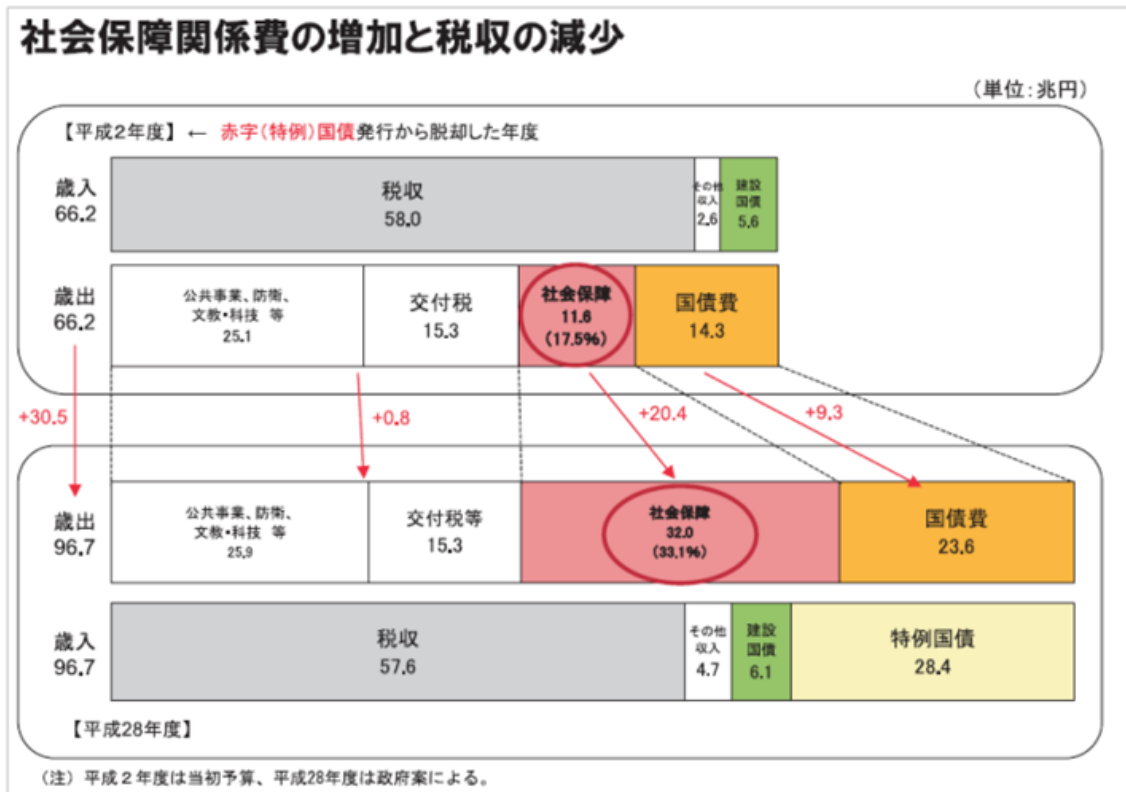 社会保障関係費の増加と税収の減少
(単位:兆円)
【平成2年度】 ← 赤字(特例)国債発行から脱却した年度
歳入
66.2
税収
58.0
その他
収入
2.6
建設
国債
5.6
歳出
66.2
公共事業、防衛、
文教・科技 等
25.1
交付税
15.3
社会保障
11.6
(17.5%)
国債費
14.3
+30.5
+0.8
+20.4
+9.3
歳出
96.7
公共事業、防衛、
文教・科技 等
25.9
交付税等
15.3
社会保障
32.0
(33.1%)
国債費
23.6
歳入
96.7
税収
57.6
その他
収入
4.7
建設
国債
6.1
特例国債
28.4
【平成28年度】
(注) 平成2年度は当初予算、平成28年度は政府案による。